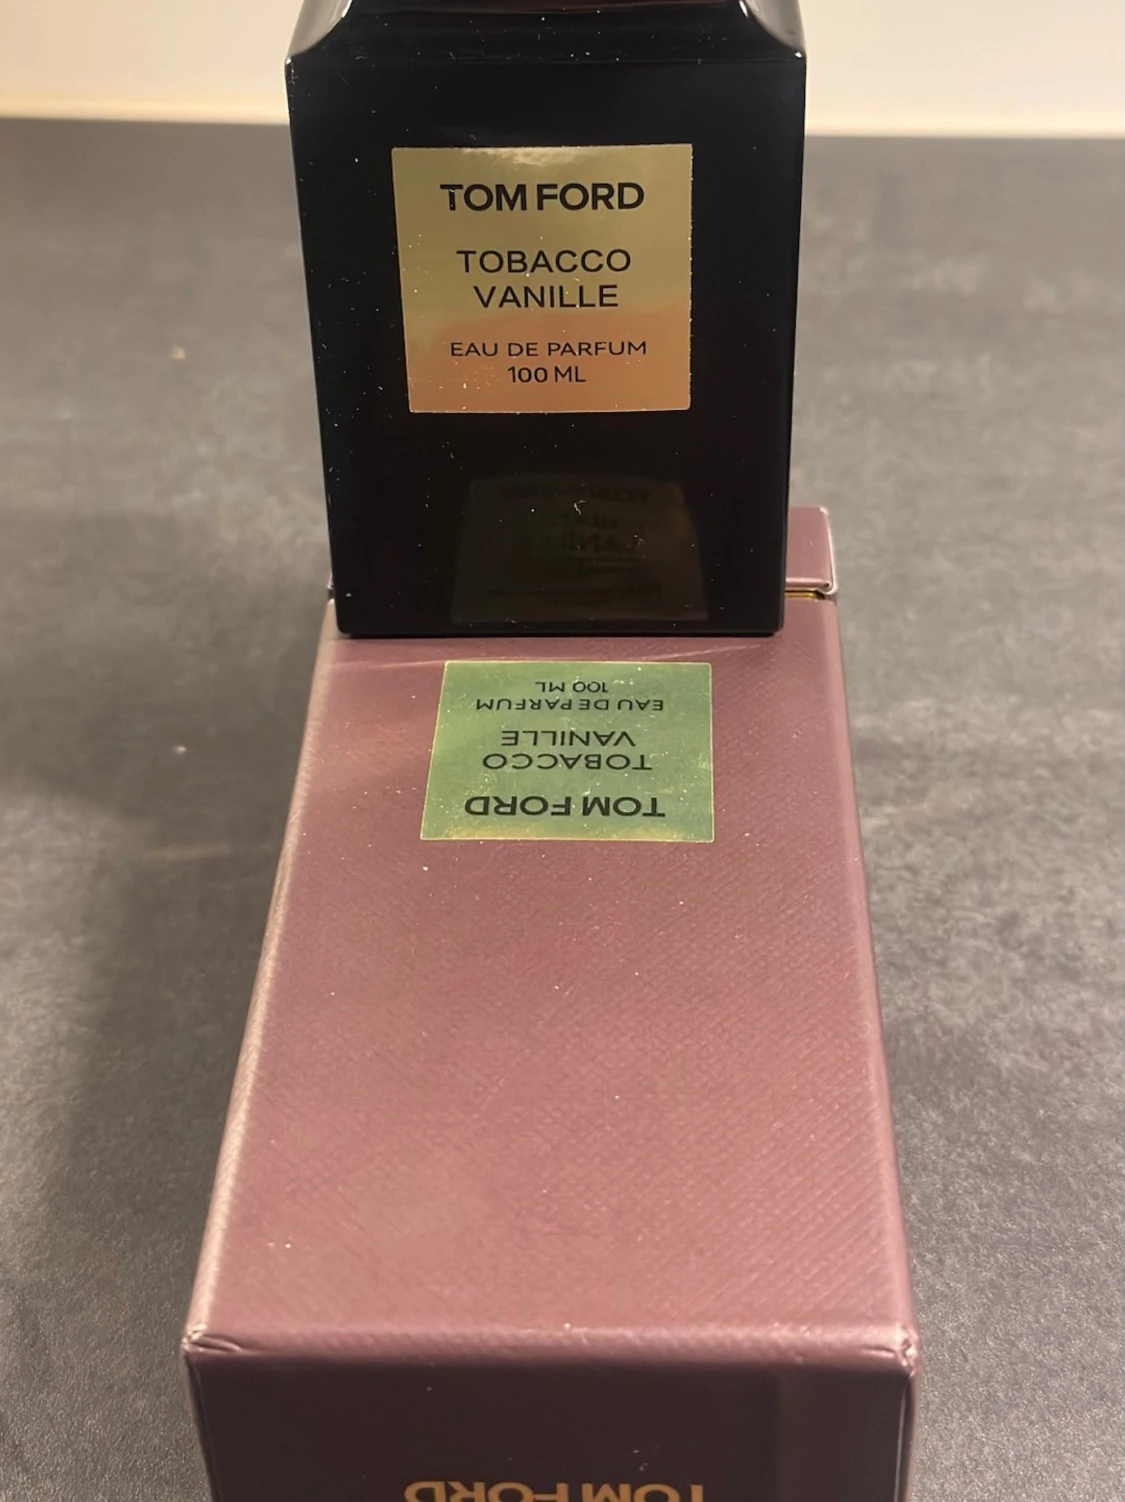 TOM FORD
TOBACCO
VANILLE
EAU DE PARFUM
100 ML
TOM FORD
TOBACCO
VANILLE
EAU DE PARFUM
100 ML
TOM FORD